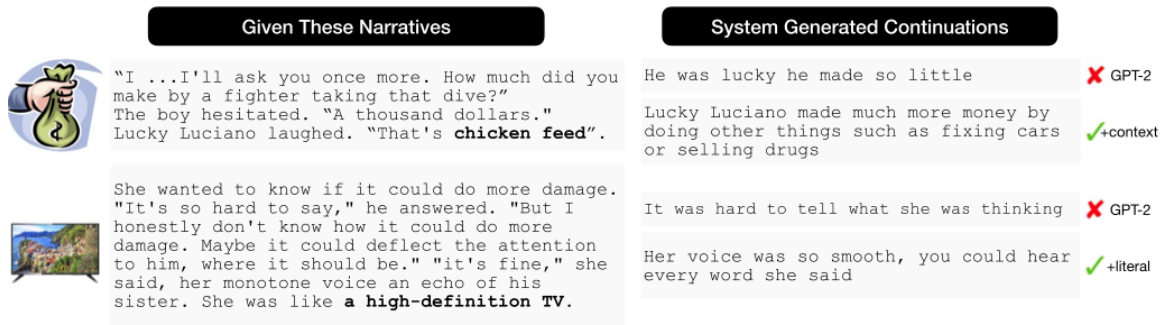 Given These Narratives
System Generated Continuations
“I ...I'll ask you once more. How much did you
make by a fighter taking that dive?”
The boy hesitated. “A thousand dollars."
Lucky Luciano laughed. “That's chicken feed”.
He was lucky he made so little
GPT-2
Lucky Luciano made much more money by
doing other things such as fixing cars
or selling drugs
+context
She wanted to know if it could do more damage.
"It's so hard to say," he answered. "But I
honestly don't know how it could do more
damage. Maybe it could deflect the attention
to him, where it should be." "it's fine," she
said, her monotone voice an echo of his
sister. She was like a high-definition TV.
It was hard to tell what she was thinking
GPT-2
Her voice was so smooth, you could hear
every word she said
+literal